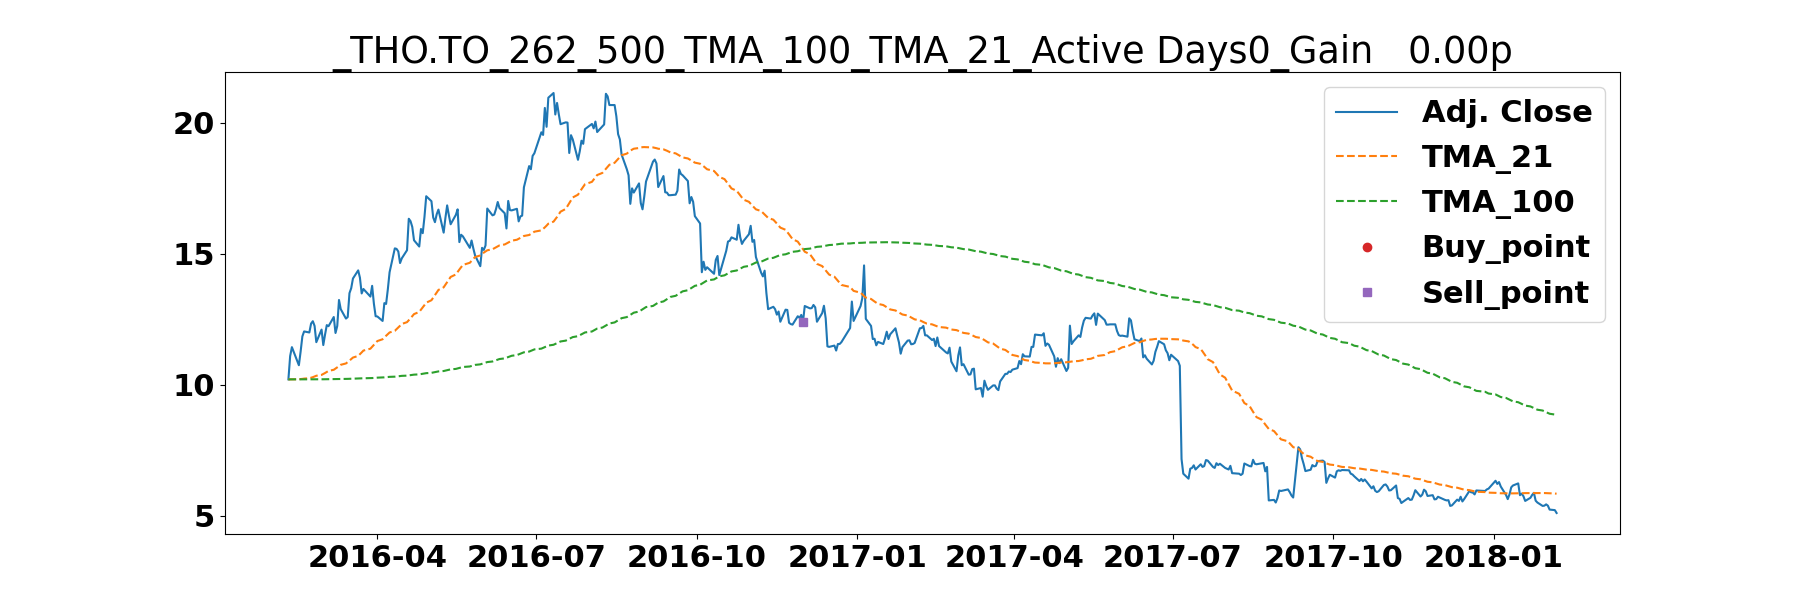 _THO.TO_262_500_TMA_100_TMA_21_Active Days0_Gain   0.00p
20
15
10
5
Adj. Close
TMA_21
TMA_100
Buy_point
Sell_point
2016-04 2016-07 2016-10 2017-01 2017-04 2017-07 2017-10 2018-01